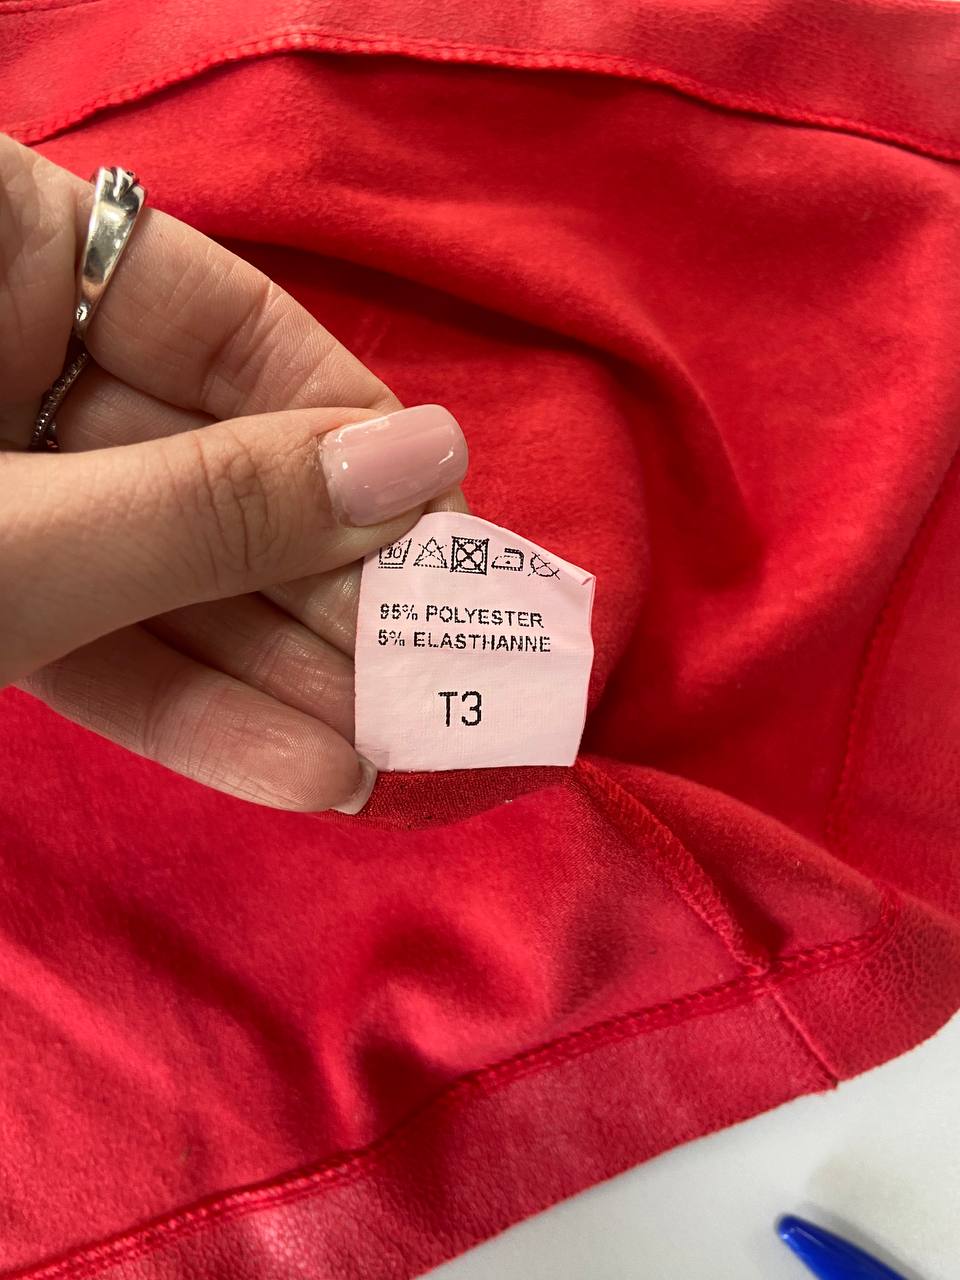 30
95% POLYESTER
5% ELASTHANNE
T3